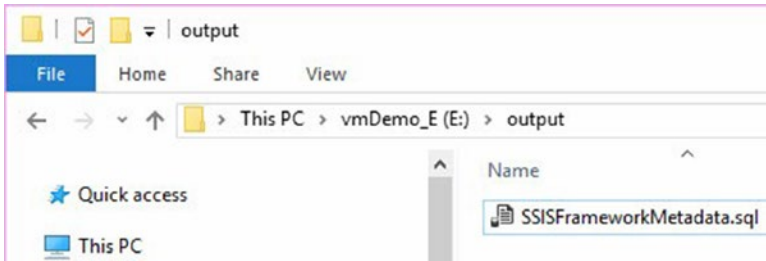 output
File Home Share View
This PC > vmDemo_E (E:) > output
Name
Quick access
SSISFrameworkMetadata.sql
This PC